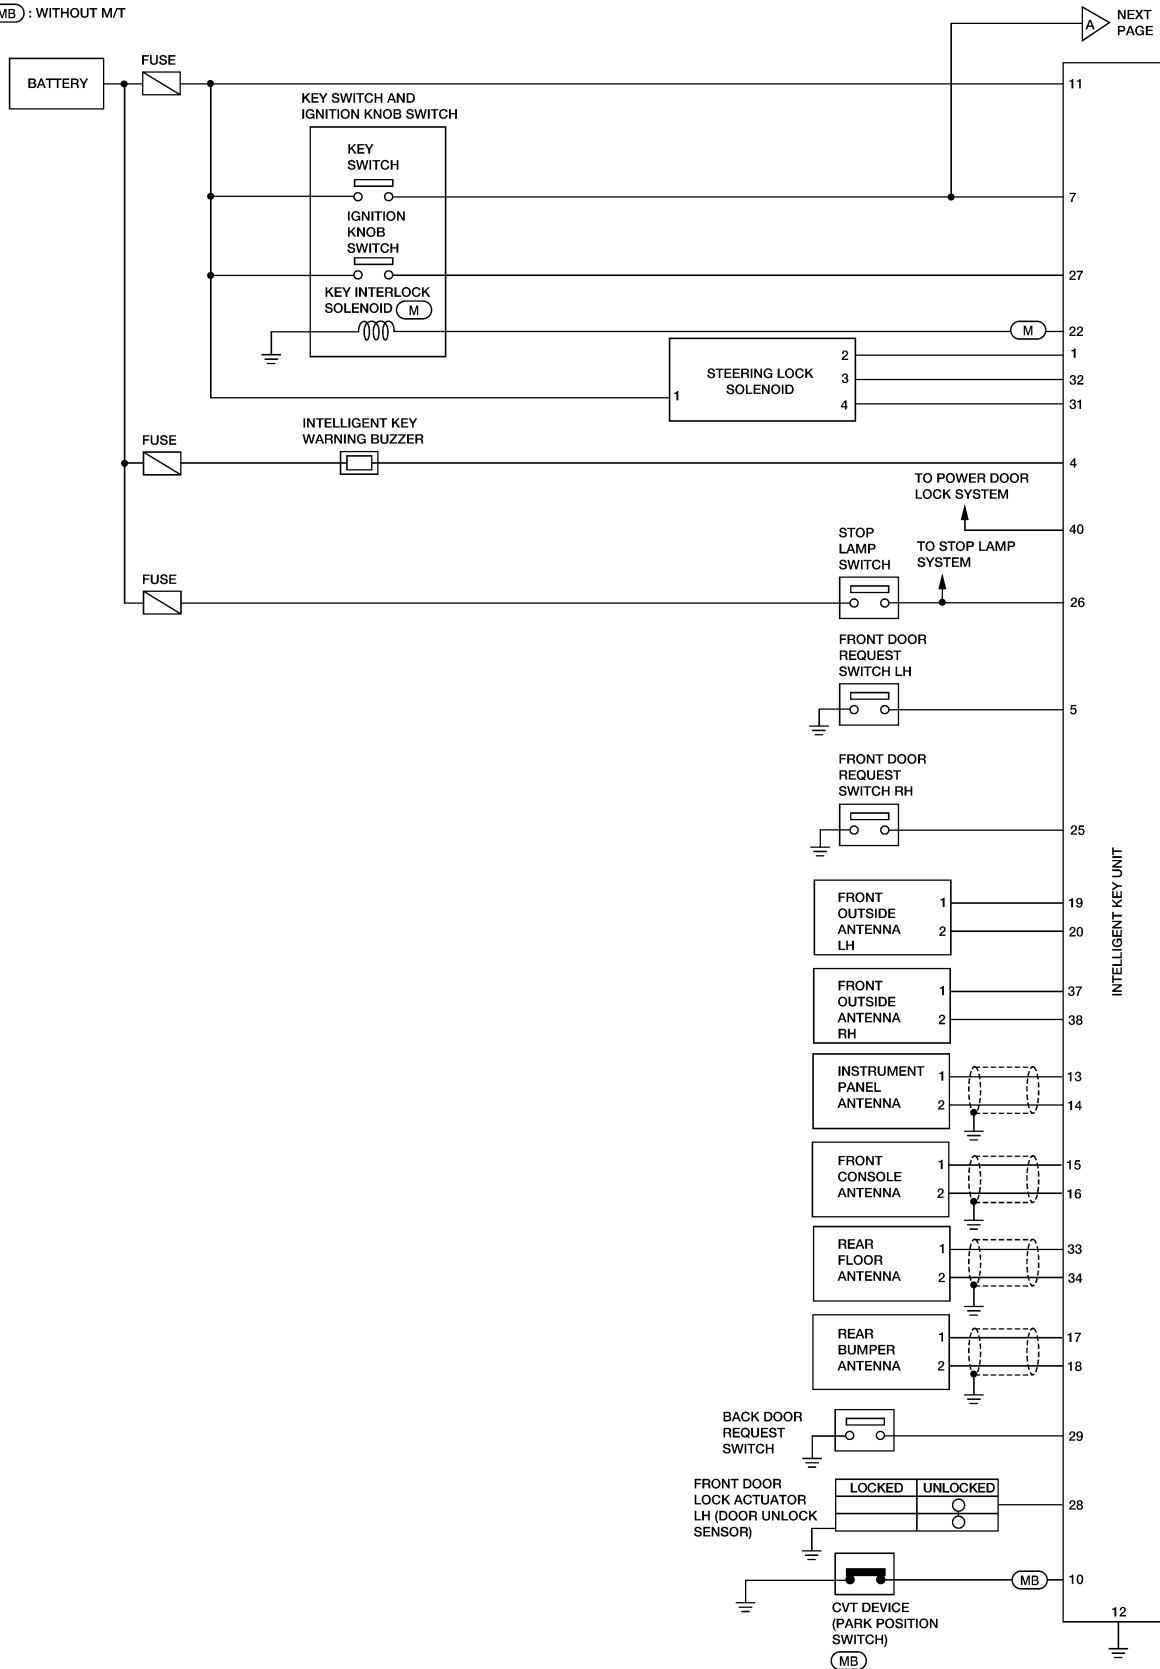 MB : WITHOUT M/T
A
NEXT
PAGE
BATTERY
FUSE
11
KEY SWITCH AND
IGNITION KNOB SWITCH
KEY
SWITCH
7
IGNITION
KNOB
SWITCH
27
KEY INTERLOCK
SOLENOID M
M
22
STEERING LOCK
SOLENOID
1
2
3
4
1
32
31
INTELLIGENT KEY
WARNING BUZZER
FUSE
4
TO POWER DOOR
LOCK SYSTEM
40
STOP
LAMP
SWITCH
TO STOP LAMP
SYSTEM
FUSE
26
FRONT DOOR
REQUEST
SWITCH LH
5
FRONT DOOR
REQUEST
SWITCH RH
25
INTELLIGENT KEY UNIT
FRONT
OUTSIDE
ANTENNA
LH
1
2
19
20
FRONT
OUTSIDE
ANTENNA
RH
1
2
37
38
INSTRUMENT
PANEL
ANTENNA
1
2
13
14
FRONT
CONSOLE
ANTENNA
1
2
15
16
REAR
FLOOR
ANTENNA
1
2
33
34
REAR
BUMPER
ANTENNA
1
2
17
18
BACK DOOR
REQUEST
SWITCH
29
FRONT DOOR
LOCK ACTUATOR
LH (DOOR UNLOCK
SENSOR)
LOCKED UNLOCKED
28
MB
10
CVT DEVICE
(PARK POSITION
SWITCH)
MB
12